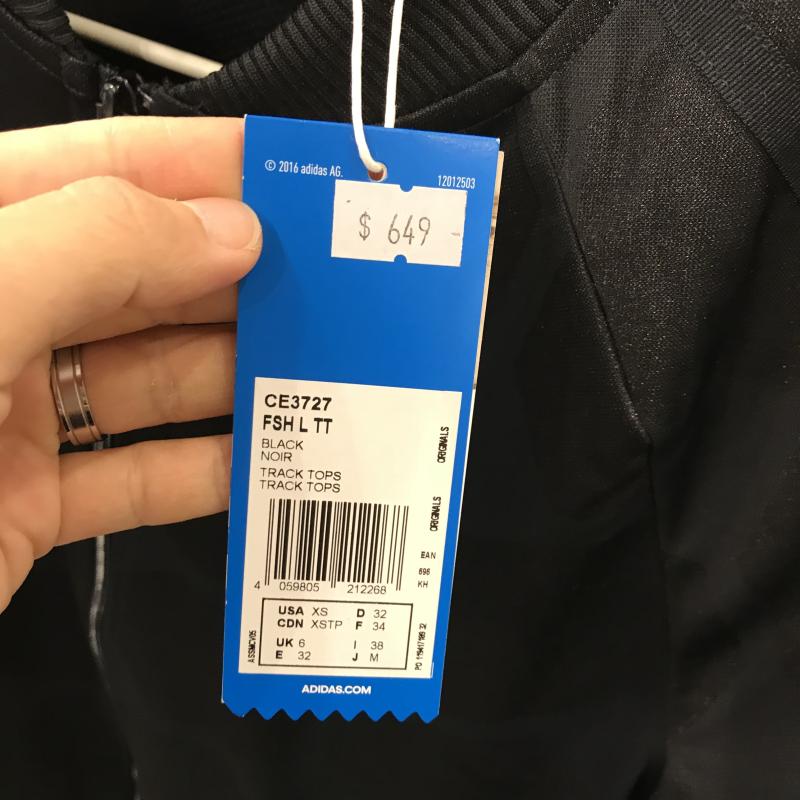 © 2016 adidas AG.
12012503
$ 649
CE3727
FSH L TT
BLACK
NOIR
TRACK TOPS
TRACK TOPS
ORIGINALS
ORIGINALS
EAN
696
KH
4 059805 212268
USA XS D 32
CDN XSTP F 34
UK 6 I 38
E 32 J M
ADIDAS.COM